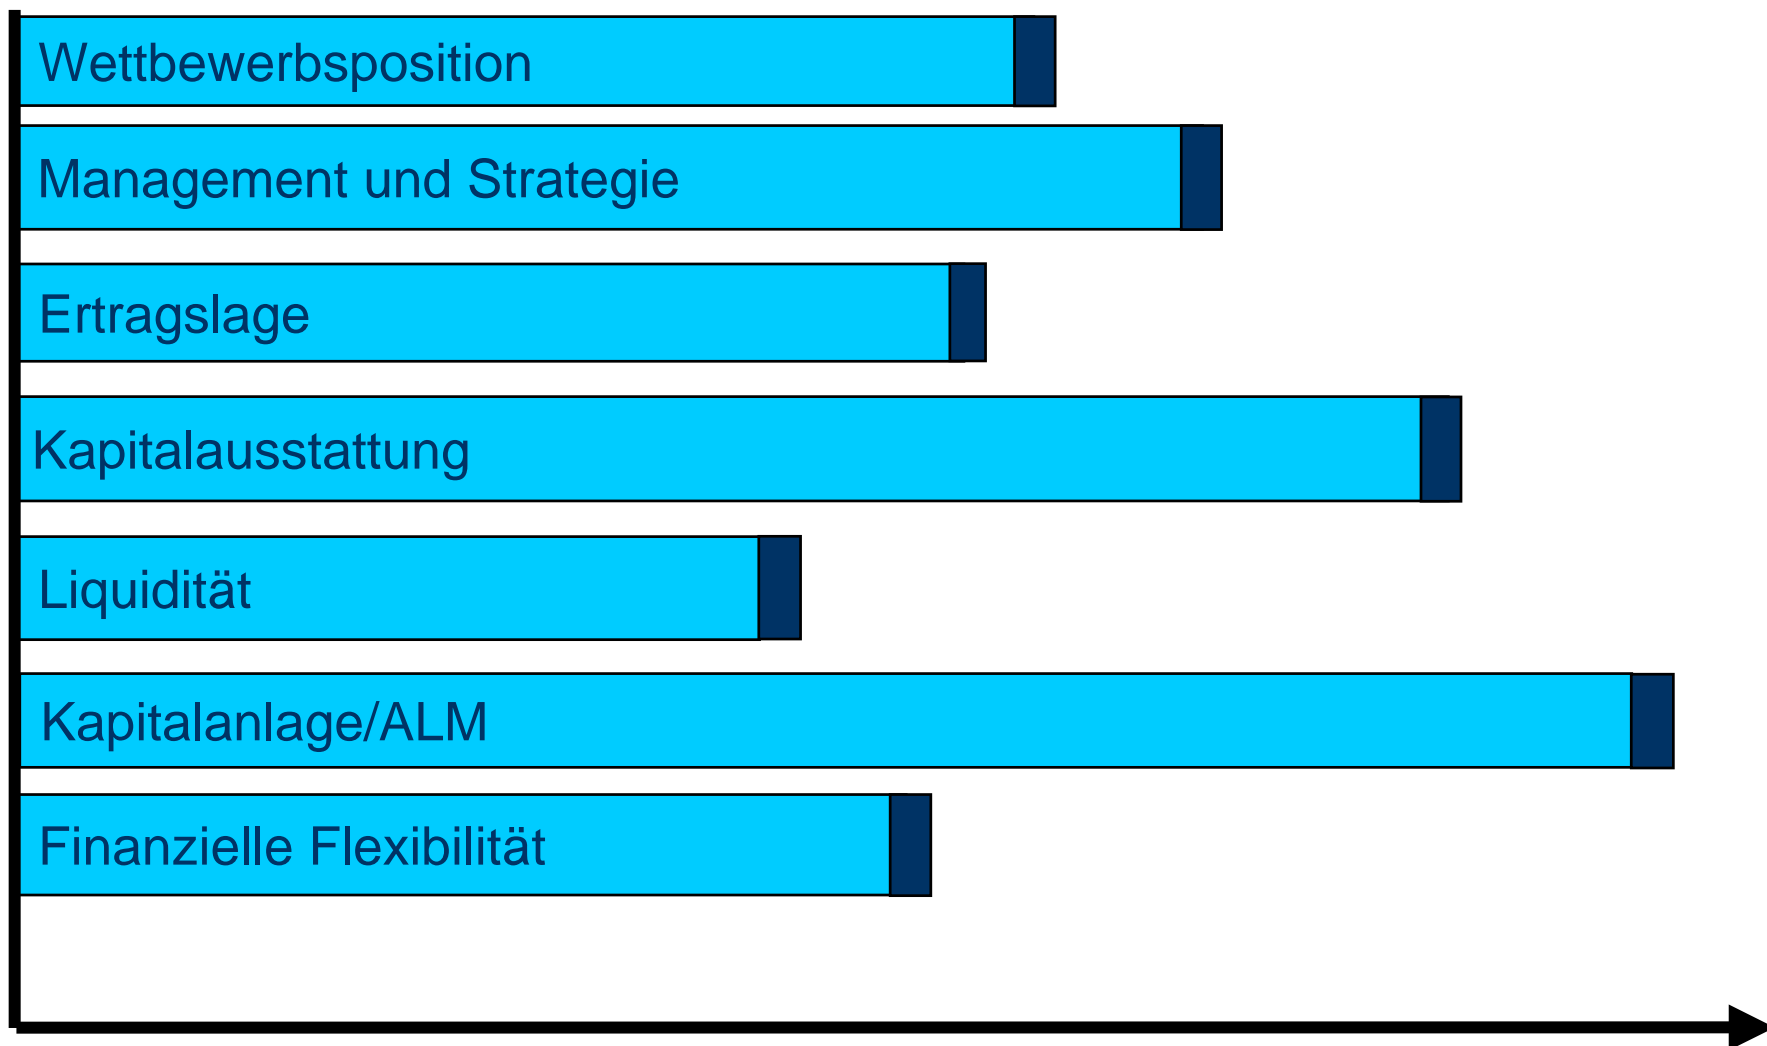 Wettbewerbsposition
Management und Strategie
Ertragslage
Kapitalausstattung
Liquidität
Kapitalanlage/ALM
Finanzielle Flexibilität